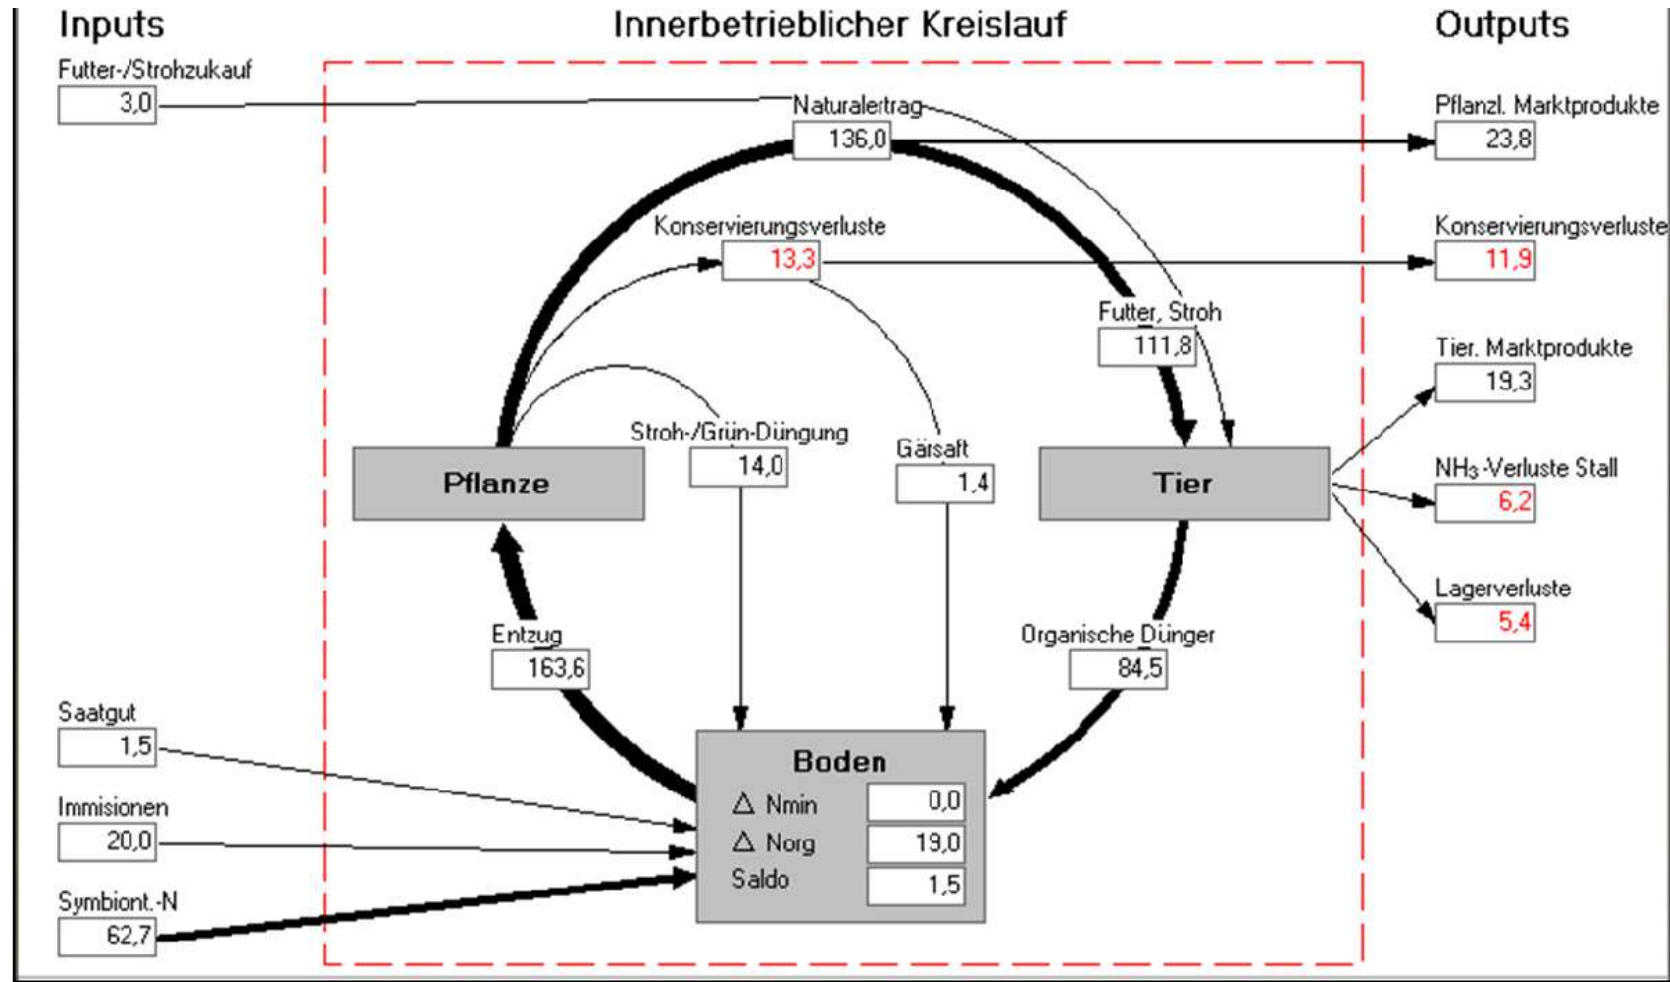 Inputs
Innerbetrieblicher Kreislauf
Outputs
Futter-/Strohzukauf
3,0
Naturalertrag
136,0
Pflanzl. Marktprodukte
23,8
Konservierungsverluste
13,3
Konservierungsverluste
11,9
Futter, Stroh
111,8
Tier. Marktprodukte
19,3
Stroh-/Grün-Düngung
14,0
Gärsaft
1,4
Pflanze
Tier
NH₃-Verluste Stall
6,2
Lagerverluste
5,4
Entzug
163,6
Organische Dünger
84,5
Saatgut
1,5
Immisionen
20,0
Symbiont.-N
62,7
Boden
Δ Nmin 0,0
Δ Norg 19,0
Saldo 1,5